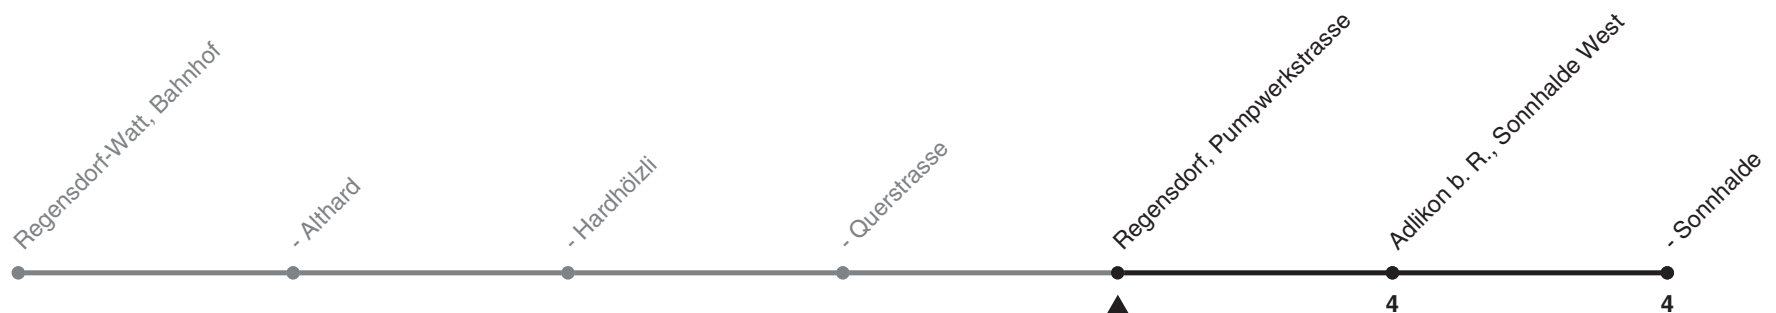 Regensdorf-Watt, Bahnhof
- Althard
- Hardhölzli
- Querstrasse
Regensdorf, Pumpwerkstrasse
Adlikon b. R., Sonnhalde West
- Sonnhalde
4
4